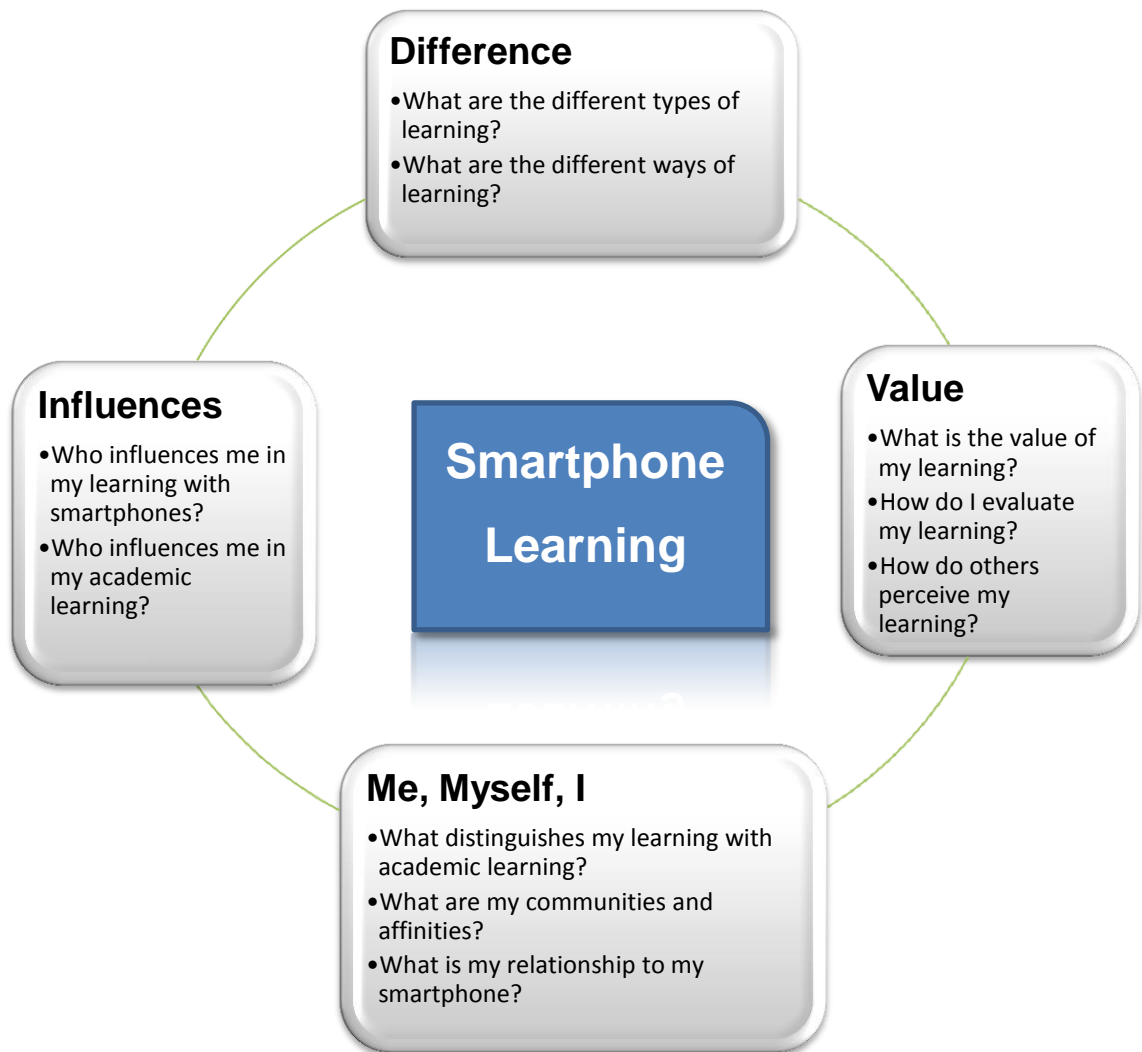 Difference
•What are the different types of
learning?
•What are the different ways of
learning?
Influences
•Who influences me in
my learning with
smartphones?
•Who influences me in
my academic
learning?
Smartphone
Learning
Value
•What is the value of
my learning?
•How do I evaluate
my learning?
•How do others
perceive my
learning?
Me, Myself, I
•What distinguishes my learning with
academic learning?
•What are my communities and
affinities?
•What is my relationship to my
smartphone?